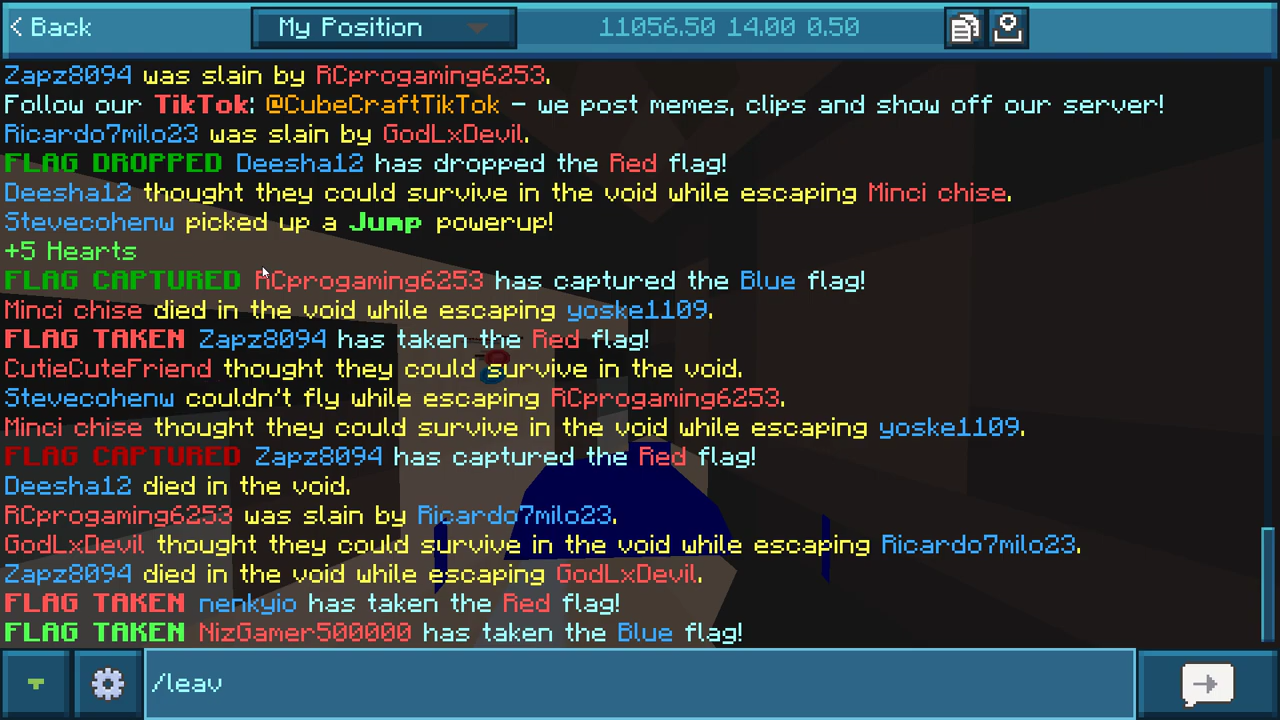 < Back
My Position
11056.50 14.00 0.50
Zapz8094 was slain by RCprogaming6253.
Follow our TikTok: @CubeCraftTikTok - we post memes, clips and show off our server!
Ricardo7milo23 was slain by GodLxDevil.
FLAG DROPPED Deesha12 has dropped the Red flag!
Deesha12 thought they could survive in the void while escaping Minci chise.
Stevecohenw picked up a Jump powerup!
+5 Hearts
FLAG CAPTURED RCprogaming6253 has captured the Blue flag!
Minci chise died in the void while escaping yoske1109.
FLAG TAKEN Zapz8094 has taken the Red flag!
CutieCuteFriend thought they could survive in the void.
Stevecohenw couldn't fly while escaping RCprogaming6253.
Minci chise thought they could survive in the void while escaping yoske1109.
FLAG CAPTURED Zapz8094 has captured the Red flag!
Deesha12 died in the void.
RCprogaming6253 was slain by Ricardo7milo23.
GodLxDevil thought they could survive in the void while escaping Ricardo7milo23.
Zapz8094 died in the void while escaping GodLxDevil.
FLAG TAKEN nenkyio has taken the Red flag!
FLAG TAKEN NizGamer500000 has taken the Blue flag!
/leav